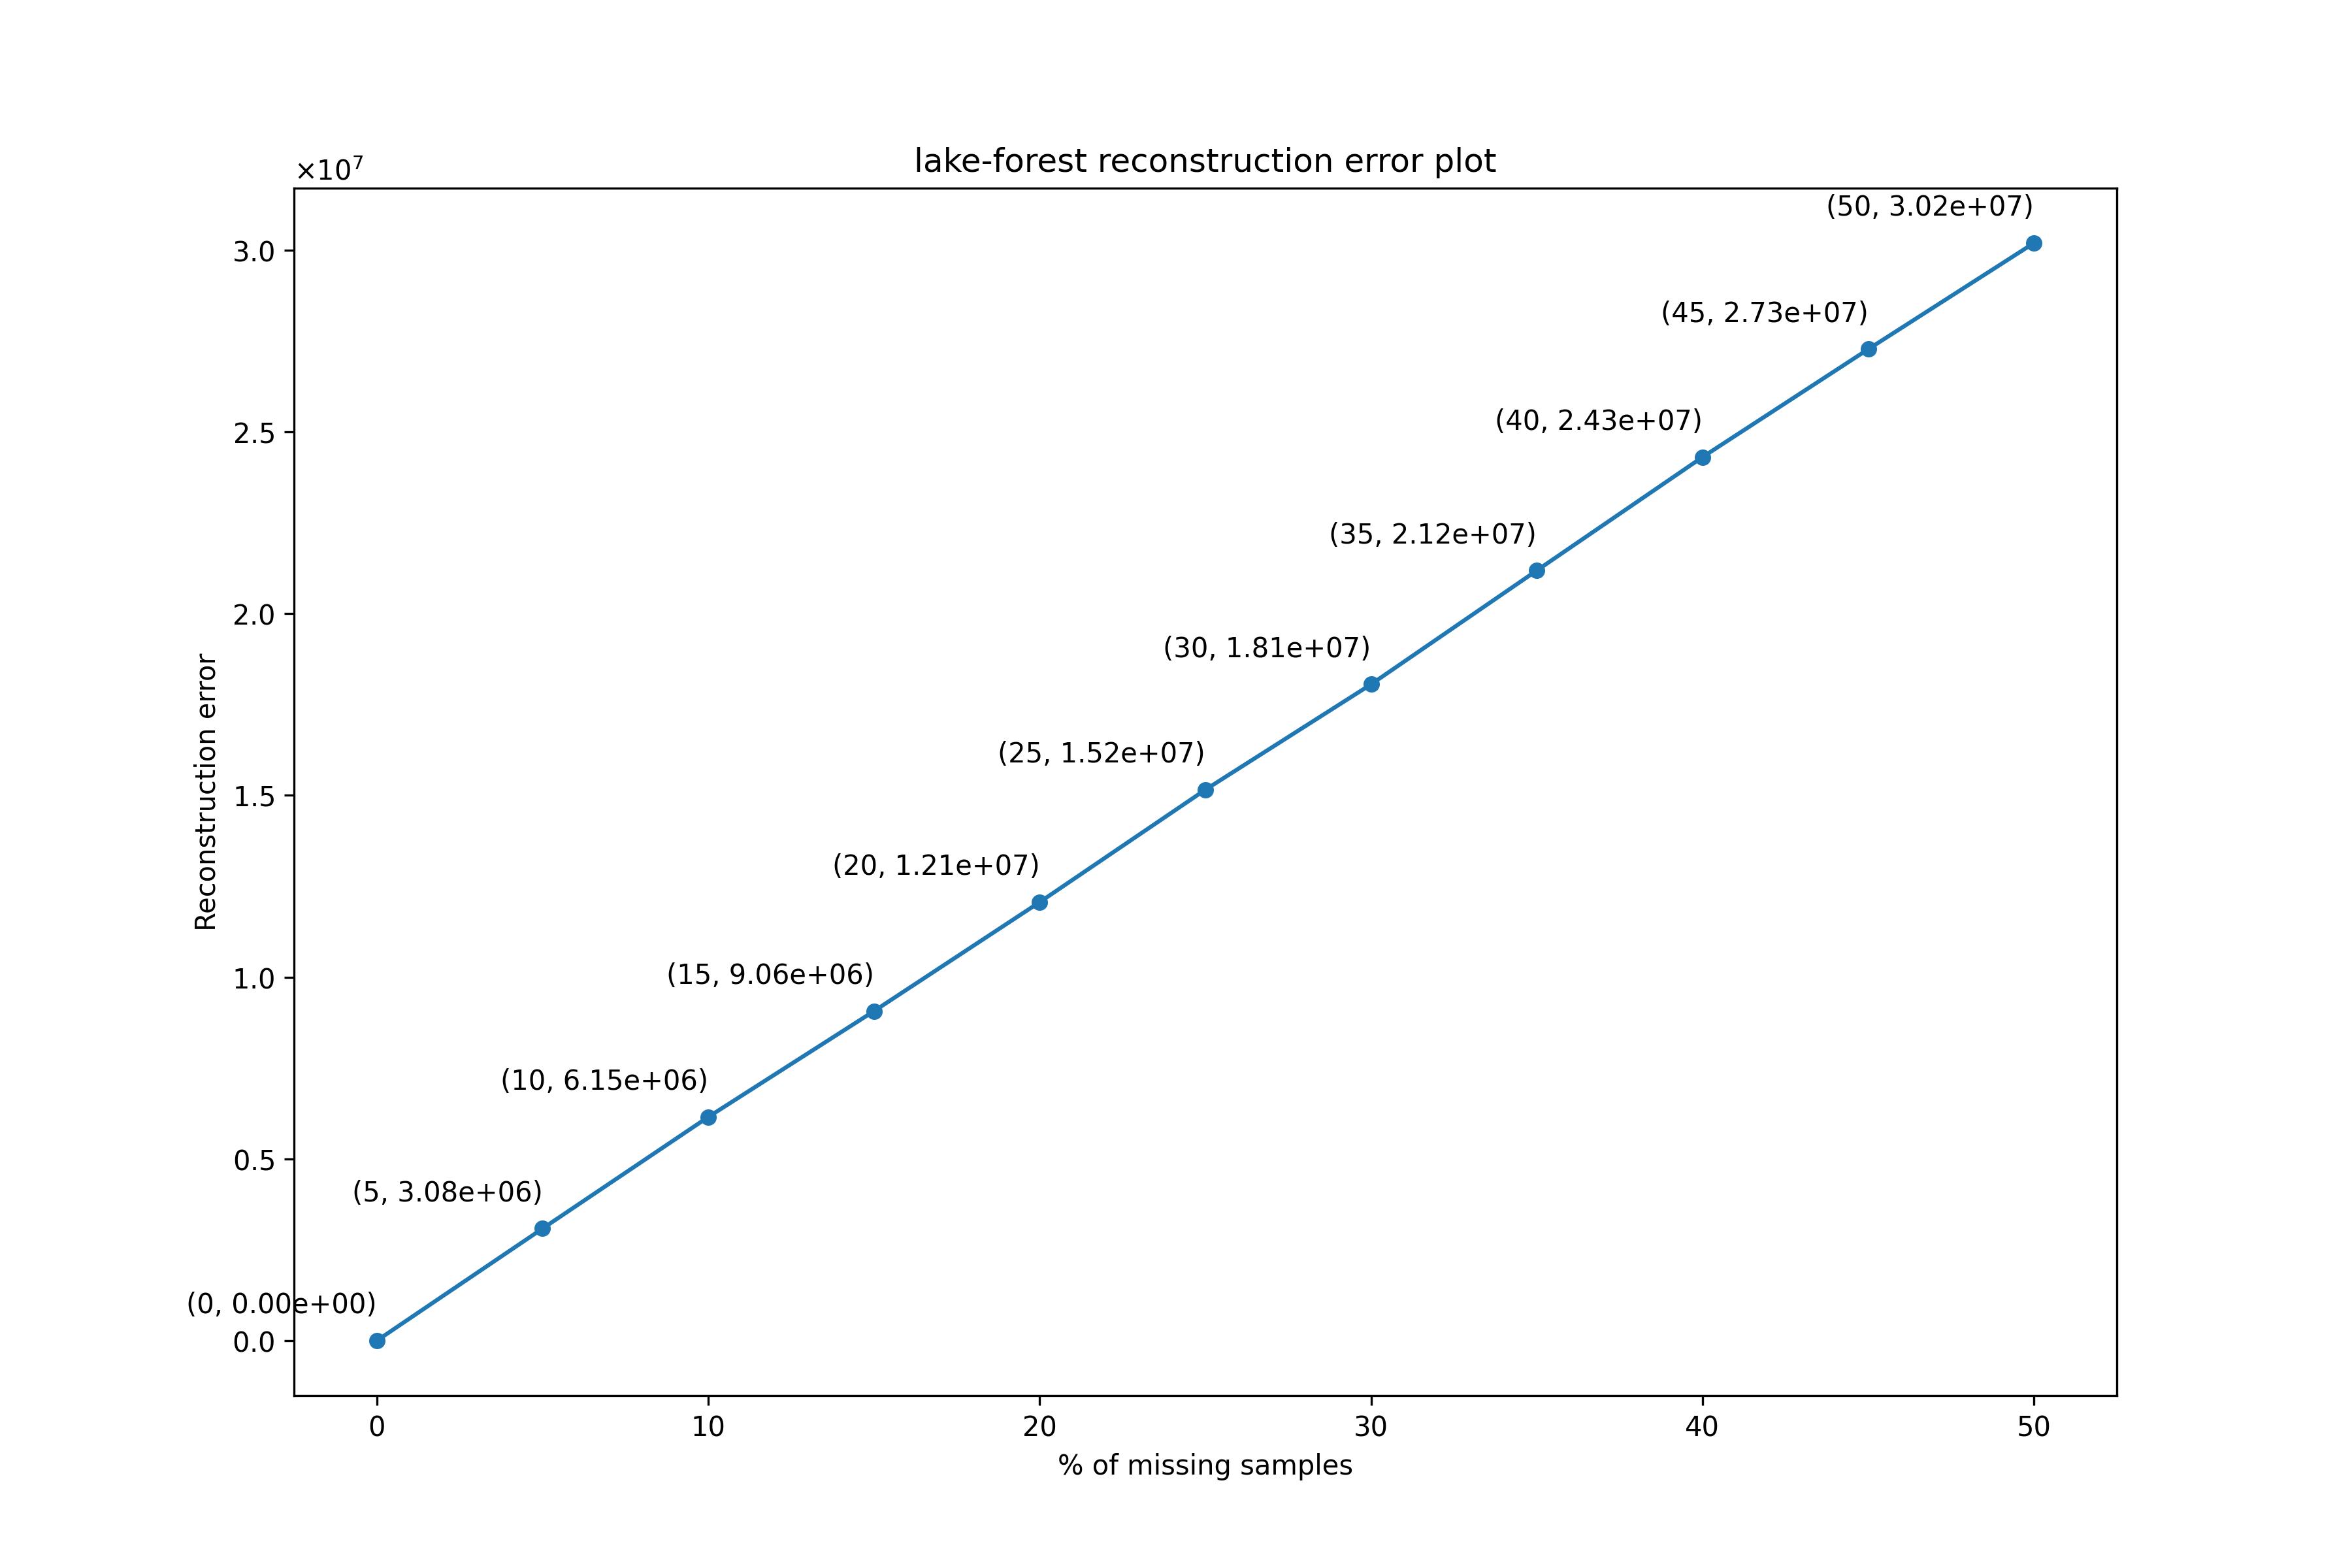 lake-forest reconstruction error plot
×10⁷
(50, 3.02e+07)
3.0
(45, 2.73e+07)
(40, 2.43e+07)
2.5
(35, 2.12e+07)
2.0
(30, 1.81e+07)
(25, 1.52e+07)
1.5
(20, 1.21e+07)
(15, 9.06e+06)
1.0
(10, 6.15e+06)
(5, 3.08e+06)
0.5
(0, 0.00e+00)
0.0
Reconstruction error
0 10 20 30 40 50
% of missing samples